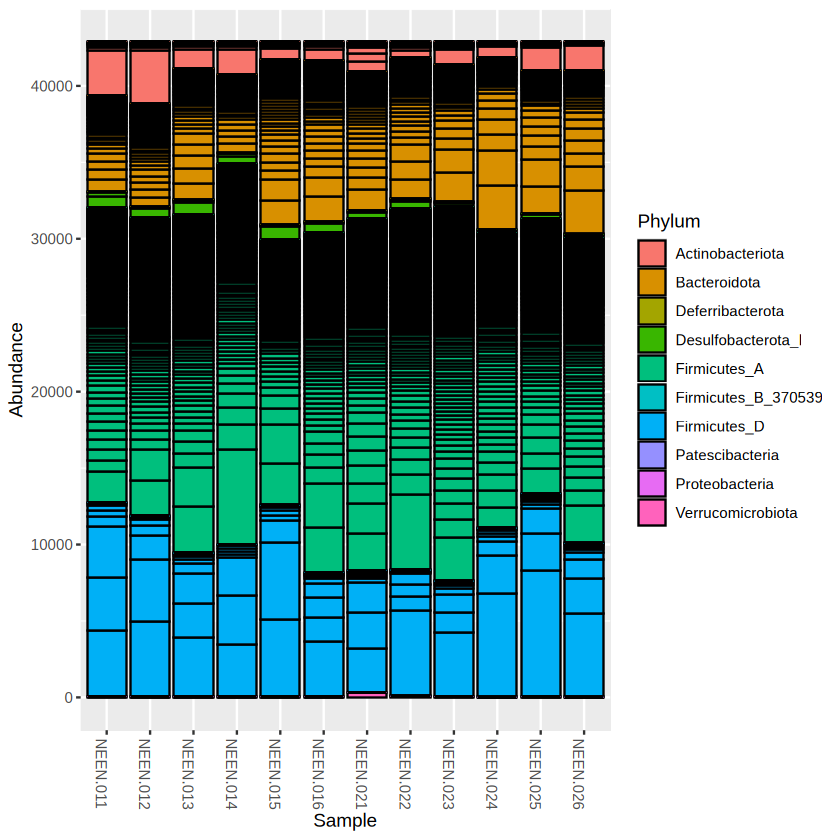 Abundance
40000
30000
20000
10000
0
NEEN.011
NEEN.012
NEEN.013
NEEN.014
NEEN.015
NEEN.016
NEEN.021
NEEN.022
NEEN.023
NEEN.024
NEEN.025
NEEN.026
Sample
Phylum
Actinobacteriota
Bacteroidota
Deferribacterota
Desulfobacterota_I
Firmicutes_A
Firmicutes_B_370539
Firmicutes_D
Patescibacteria
Proteobacteria
Verrucomicrobiota